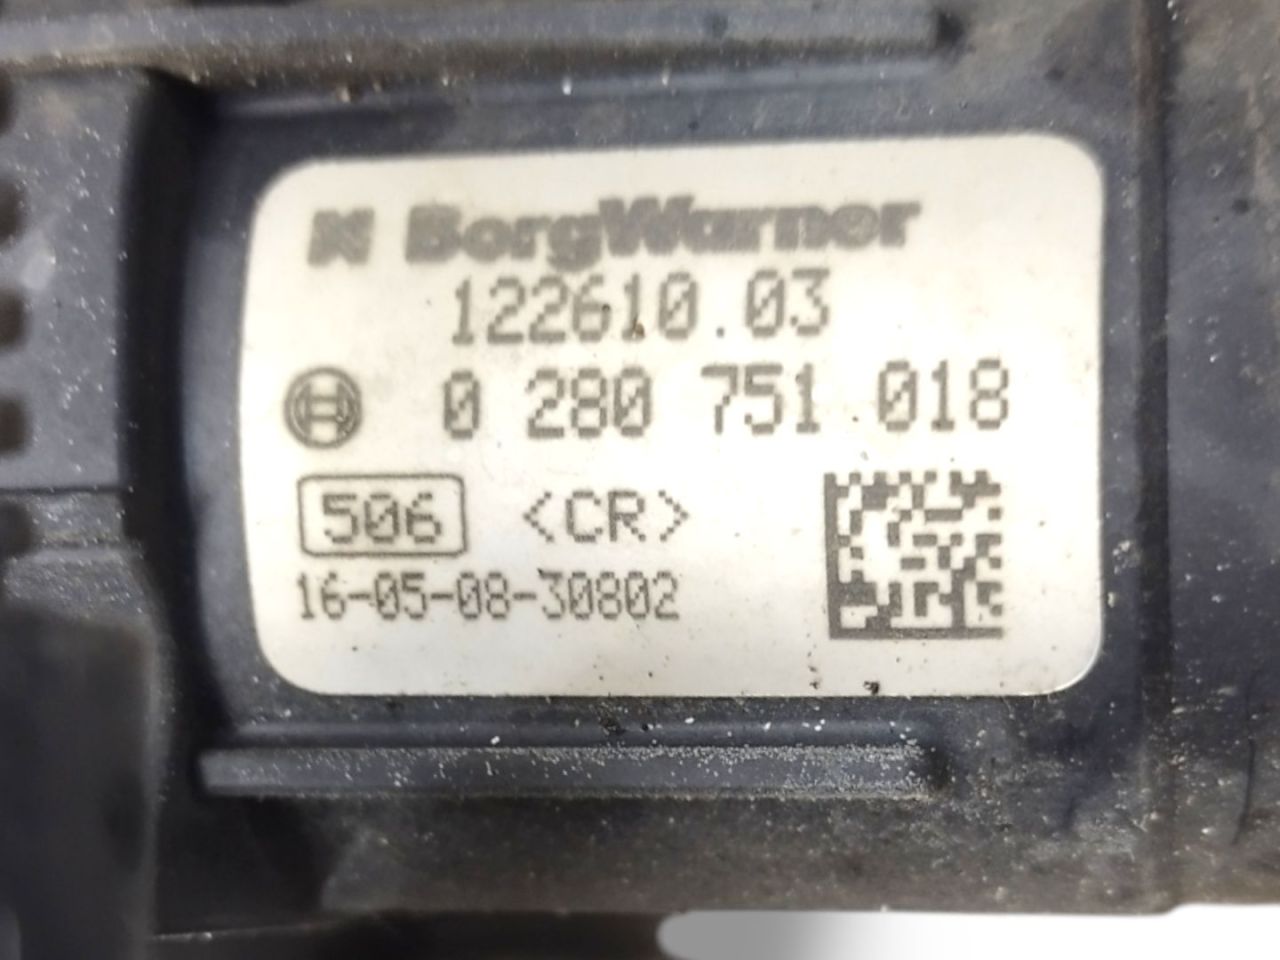 BorgWarner
122610.03
0 280 751 018
506 <CR>
16-05-08-30802